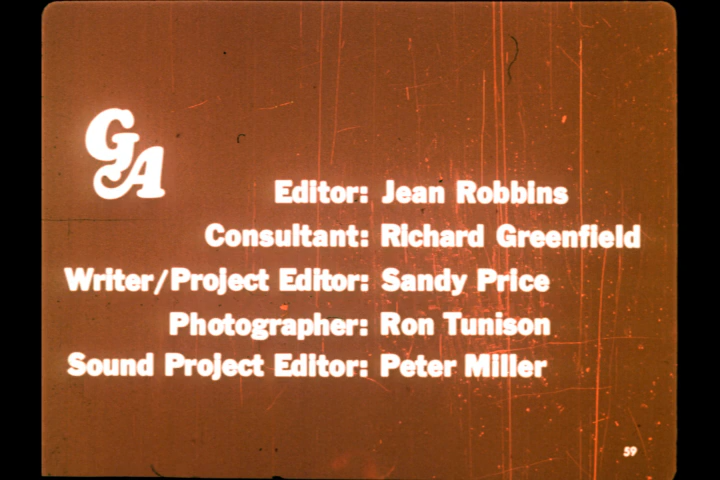 GA
Editor: Jean Robbins
Consultant: Richard Greenfield
Writer/Project Editor: Sandy Price
Photographer: Ron Tunison
Sound Project Editor: Peter Miller
59